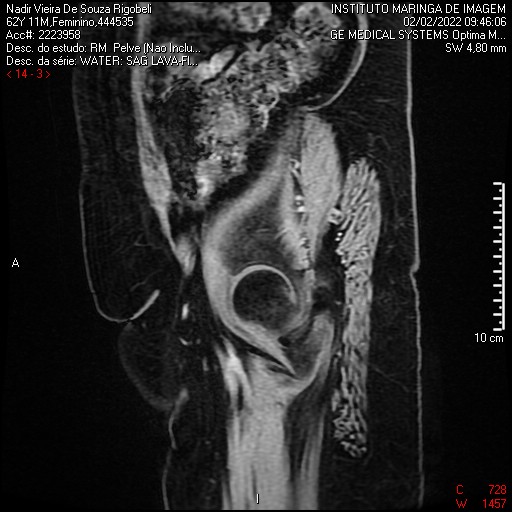 Nadir Vieira De Souza Rigobeli
62Y 11M,Feminino,444535
Acc#: 2223958
Desc. do estudo: RM Pelve (Nao Inclu...
Desc. da série: WATER: SAG LAVA-Fl...
< 14 - 3 >
INSTITUTO MARINGA DE IMAGEM
02/02/2022 09:46:06
GE MEDICAL SYSTEMS Optima M...
SW 4,80 mm
A
10 cm
I
C 728
W 1457